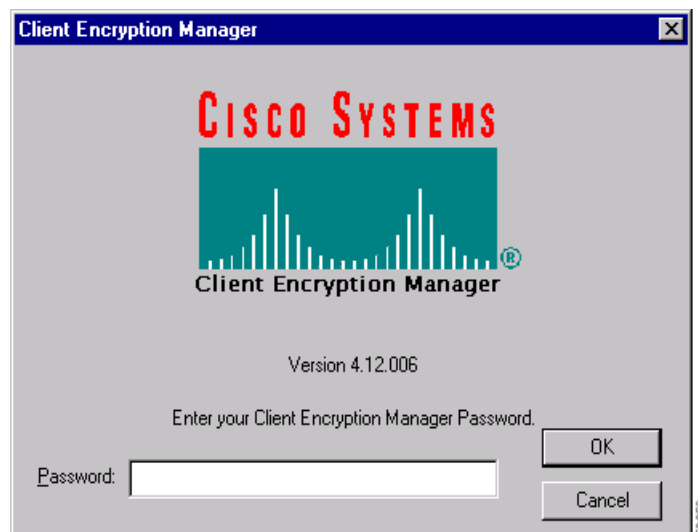 Client Encryption Manager
CISCO SYSTEMS
®
Client Encryption Manager
Version 4.12.006
Enter your Client Encryption Manager Password.
Password:
OK
Cancel